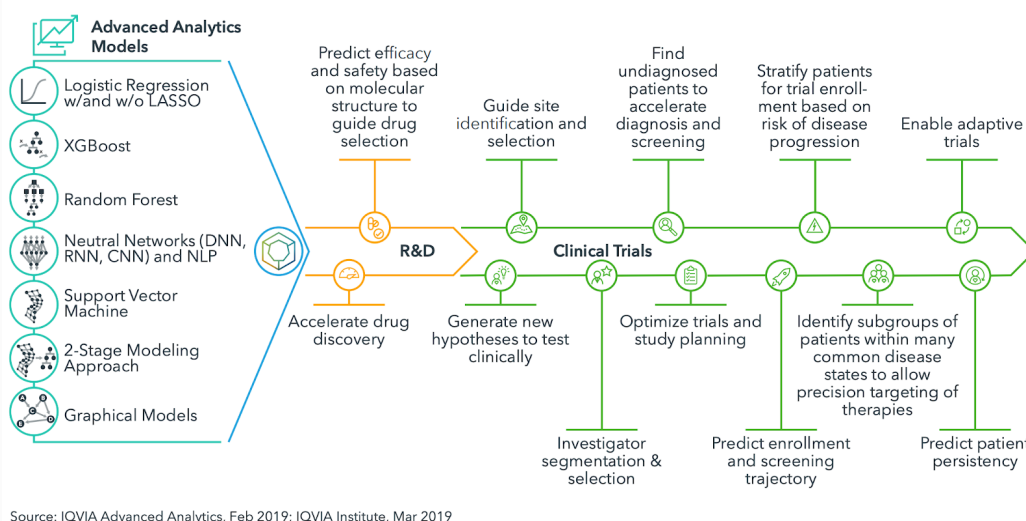 Advanced Analytics
Models
Logistic Regression
w/and w/o LASSO
XGBoost
Random Forest
Neutral Networks (DNN,
RNN, CNN) and NLP
Support Vector
Machine
2-Stage Modeling
Approach
A B
C
E D
Graphical Models
Predict efficacy
and safety based
on molecular
structure to
guide drug
selection
R&D
Accelerate drug
discovery
Guide site
identification and
selection
Find
undiagnosed
patients to
accelerate
diagnosis and
screening
Stratify patients
for trial enroll-
ment based on
risk of disease
progression
Enable adaptive
trials
Clinical Trials
Generate new
hypotheses to test
clinically
Investigator
segmentation &
selection
Optimize trials and
study planning
Predict enrollment
and screening
trajectory
Identify subgroups of
patients within many
common disease
states to allow
precision targeting of
therapies
Predict patient
persistency
Source: IQVIA Advanced Analytics, Feb 2019; IQVIA Institute, Mar 2019